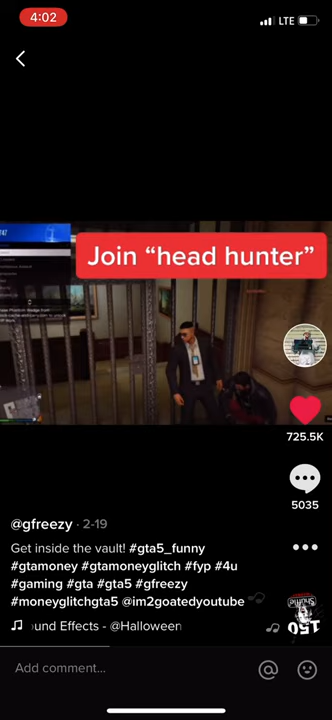 4:02
LTE
Join “head hunter”
725.5K
5035
@gfreezy · 2-19
Get inside the vault! #gta5_funny
#gtamoney #gtamoneyglitch #fyp #4u
#gaming #gta #gta5 #gfreezy
#moneyglitchgta5 @im2goatedyoutube
ound Effects - @Halloween
Add comment...